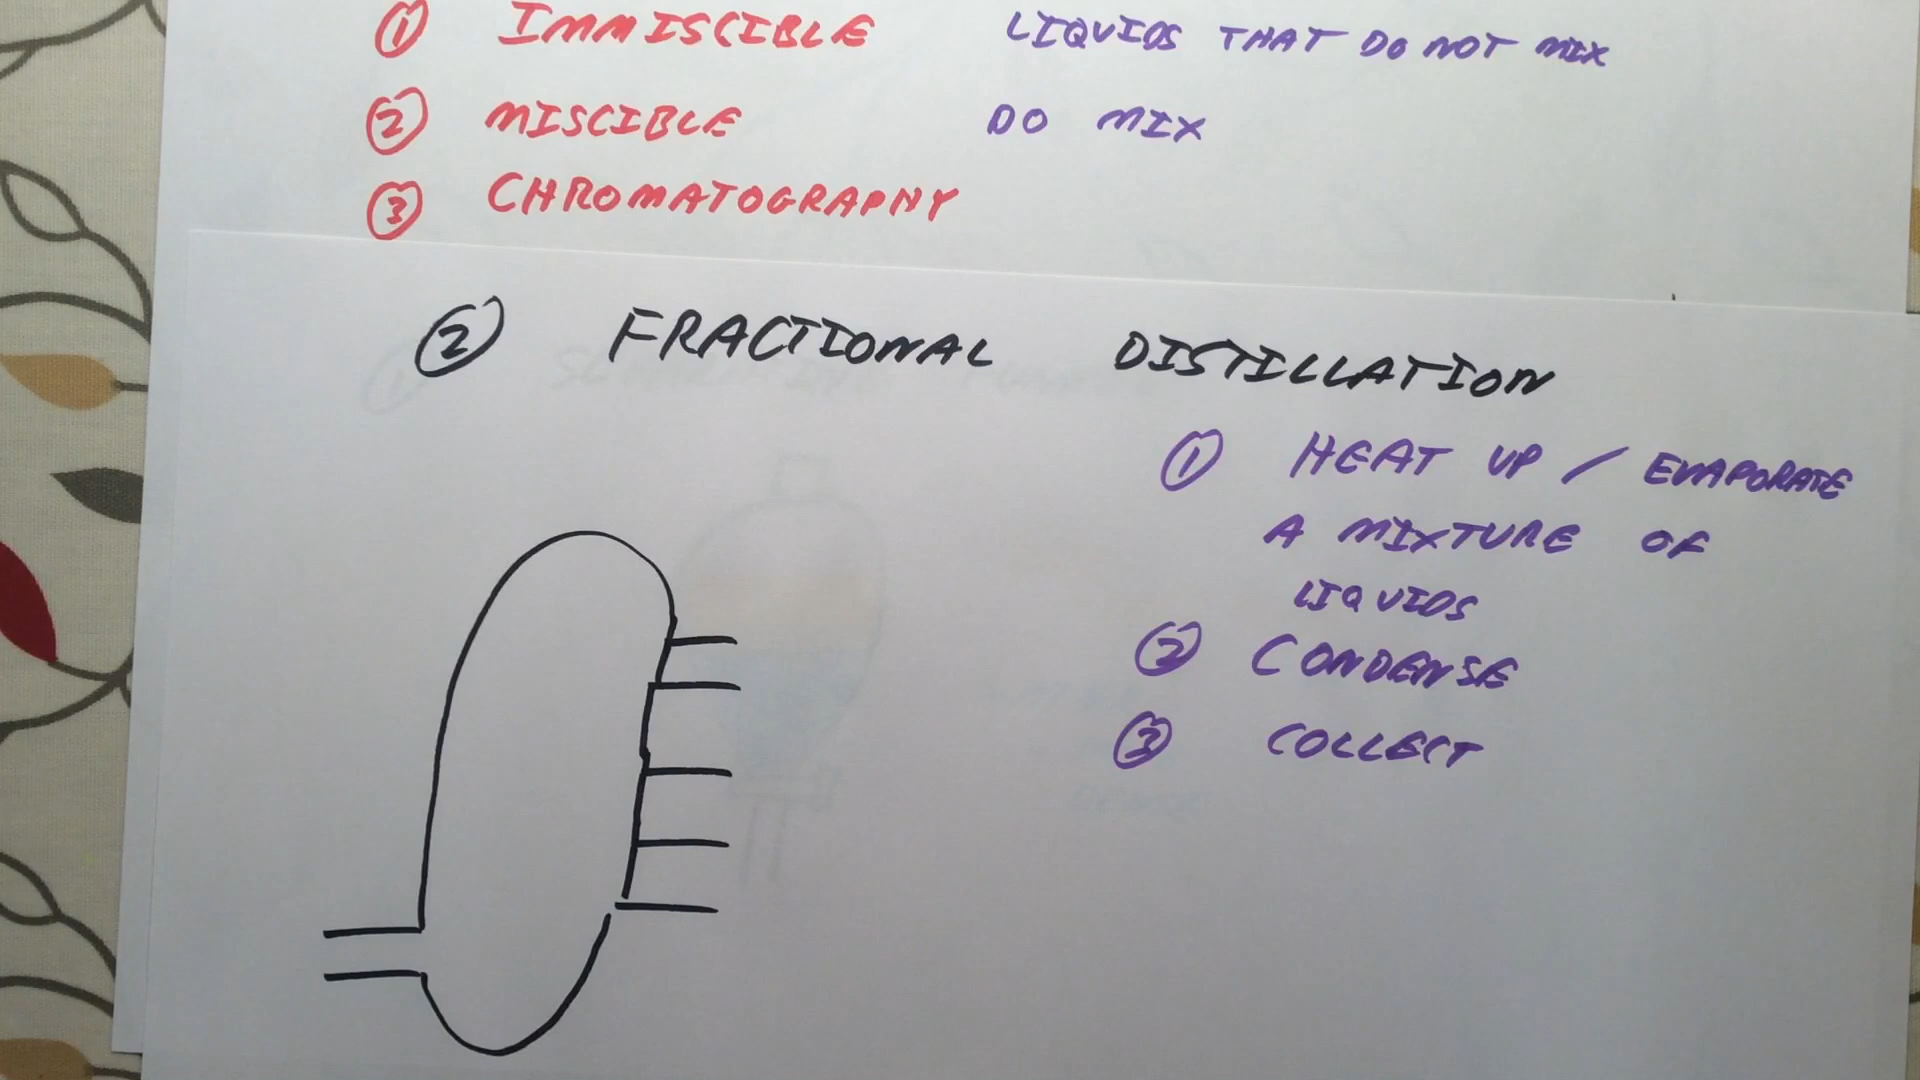 ① IMMISCIBLE LIQUIDS THAT DO NOT MIX
② MISCIBLE DO MIX
③ CHROMATOGRAPHY
② FRACTIONAL DISTILLATION
① HEAT UP / EVAPORATE
A MIXTURE OF
LIQUIDS
② CONDENSE
③ COLLECT